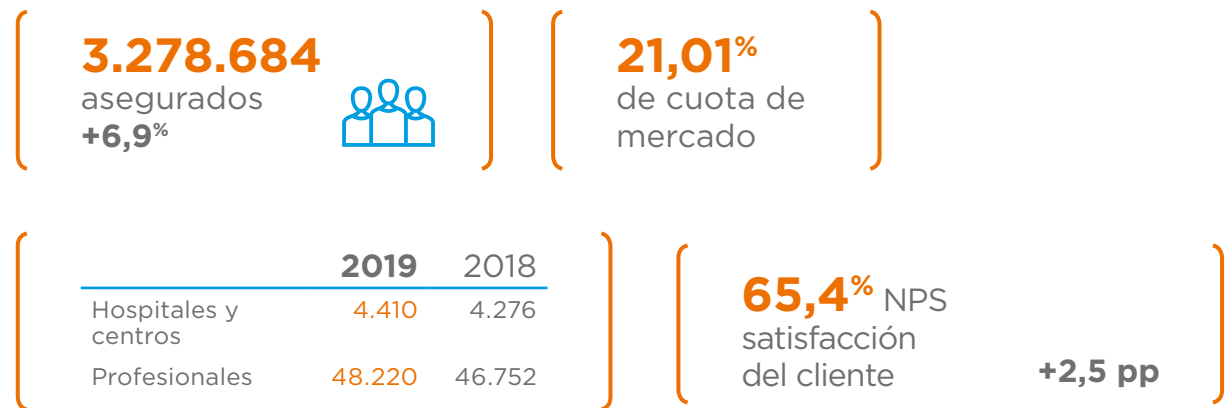 3.278.684
asegurados
+6,9%
21,01%
de cuota de
mercado
2019 2018
Hospitales y
centros 4.410 4.276
Profesionales 48.220 46.752
65,4% NPS
satisfacción
del cliente
+2,5 pp